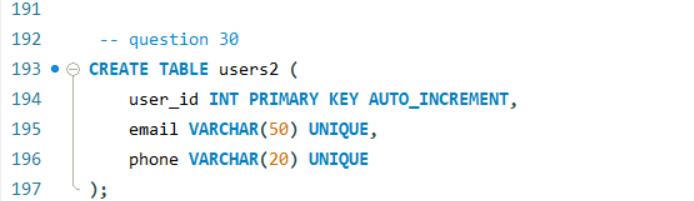 191
192 -- question 30
193 CREATE TABLE users2 (
194 user_id INT PRIMARY KEY AUTO_INCREMENT,
195 email VARCHAR(50) UNIQUE,
196 phone VARCHAR(20) UNIQUE
197 );